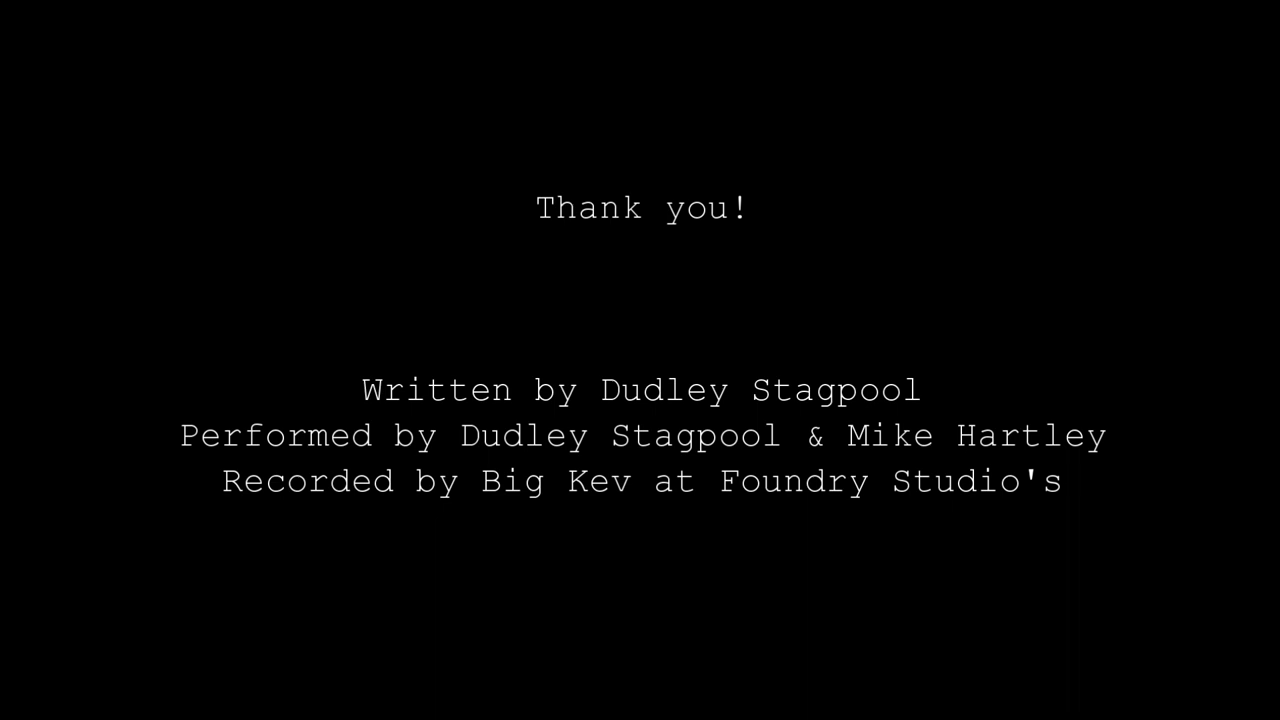 Thank you!
Written by Dudley Stagpool
Performed by Dudley Stagpool & Mike Hartley
Recorded by Big Kev at Foundry Studio's